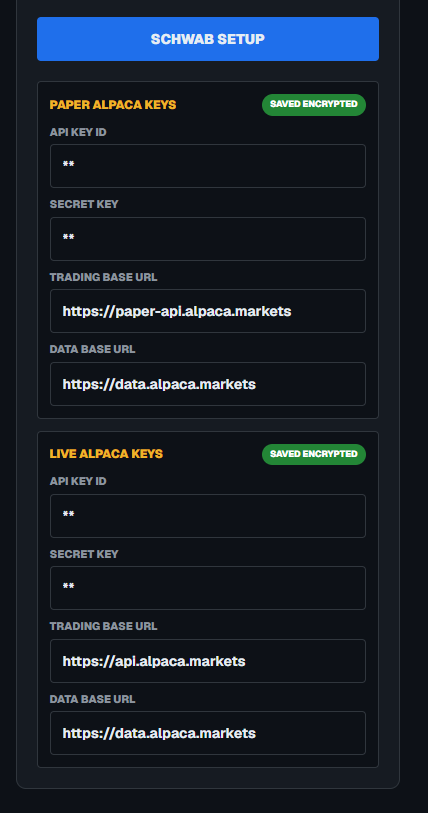 SCHWAB SETUP
PAPER ALPACA KEYS
SAVED ENCRYPTED
API KEY ID
**
SECRET KEY
**
TRADING BASE URL
https://paper-api.alpaca.markets
DATA BASE URL
https://data.alpaca.markets
LIVE ALPACA KEYS
SAVED ENCRYPTED
API KEY ID
**
SECRET KEY
**
TRADING BASE URL
https://api.alpaca.markets
DATA BASE URL
https://data.alpaca.markets